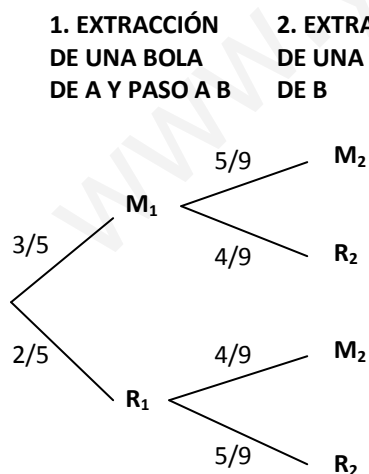 1. EXTRACCIÓN
DE UNA BOLA
DE A Y PASO A B
2. EXTRA
DE UNA
DE B
5/9
M₂
M₁
3/5
4/9
R₂
2/5
4/9
M₂
R₁
5/9
R₂